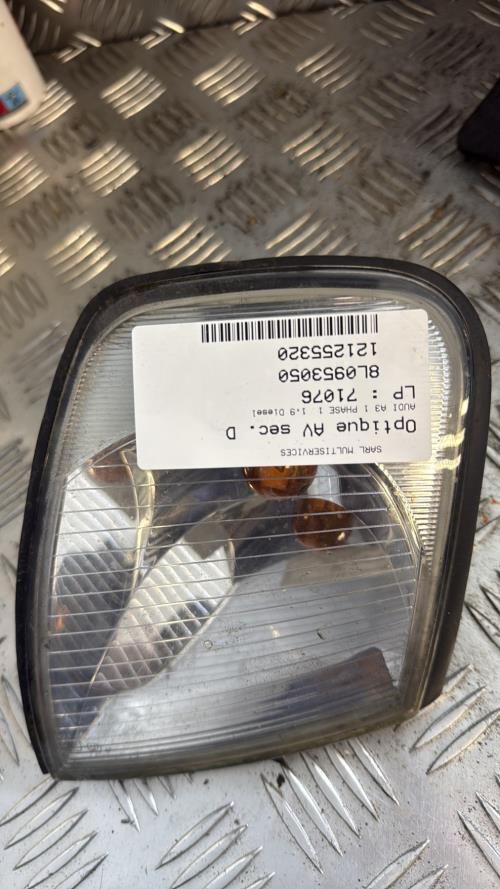 SARL MULTISERVICES
Optique AV sec. D
AUDI A3 1 PHASE 1 1.9 Diesel
LP : 71076
8L0953050
121255320